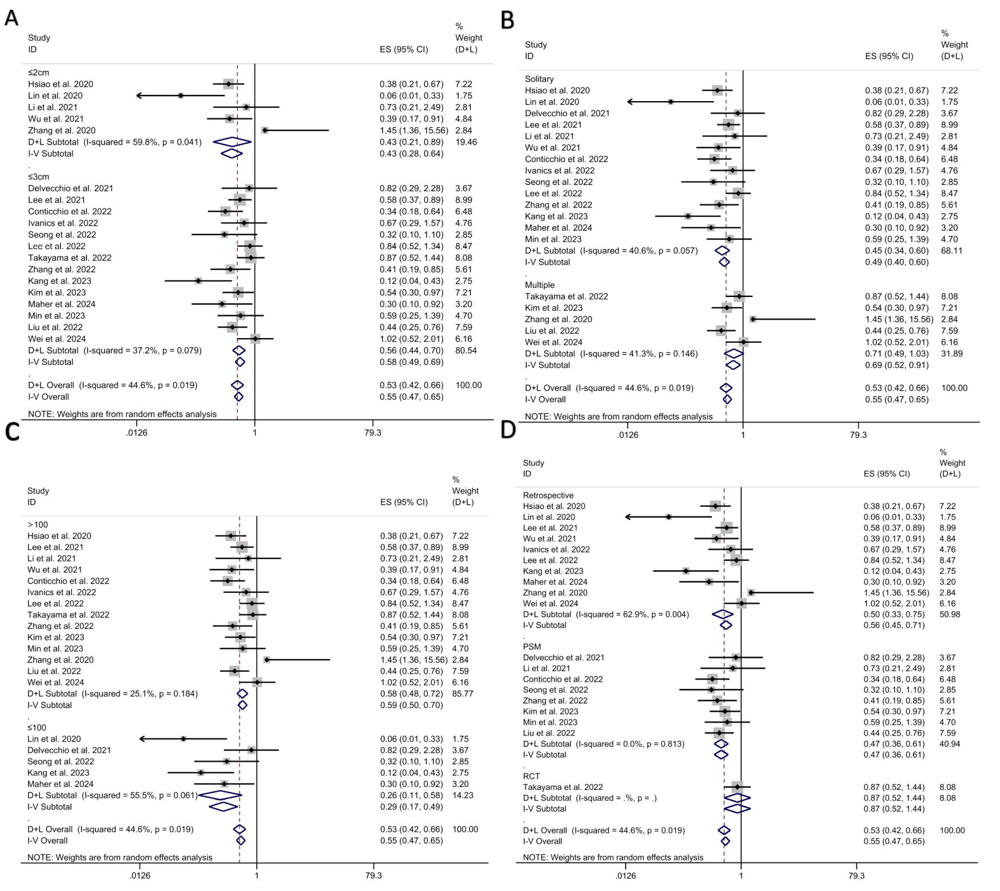 A
%
Study Weight
ID ES (95% CI) (D+L)
≤2cm
Hsiao et al. 2020 0.38 (0.21, 0.67) 7.22
Lin et al. 2020 0.06 (0.01, 0.33) 1.75
Li et al. 2021 0.73 (0.21, 2.49) 2.81
Wu et al. 2021 0.39 (0.17, 0.91) 4.84
Zhang et al. 2020 1.45 (1.36, 15.56) 2.84
D+L Subtotal (I-squared = 59.8%, p = 0.041) 0.43 (0.21, 0.89) 19.46
I-V Subtotal 0.43 (0.28, 0.64)
.
≤3cm
Delvecchio et al. 2021 0.82 (0.29, 2.28) 3.67
Lee et al. 2021 0.58 (0.37, 0.89) 8.99
Conticchio et al. 2022 0.34 (0.18, 0.64) 6.48
Ivanics et al. 2022 0.67 (0.29, 1.57) 4.76
Seong et al. 2022 0.32 (0.10, 1.10) 2.85
Lee et al. 2022 0.84 (0.52, 1.34) 8.47
Takayama et al. 2022 0.87 (0.52, 1.44) 8.08
Zhang et al. 2022 0.41 (0.19, 0.85) 5.61
Kang et al. 2023 0.12 (0.04, 0.43) 2.75
Kim et al. 2023 0.54 (0.30, 0.97) 7.21
Maher et al. 2024 0.30 (0.10, 0.92) 3.20
Min et al. 2023 0.59 (0.25, 1.39) 4.70
Liu et al. 2022 0.44 (0.25, 0.76) 7.59
Wei et al. 2024 1.02 (0.52, 2.01) 6.16
D+L Subtotal (I-squared = 37.2%, p = 0.079) 0.56 (0.44, 0.70) 80.54
I-V Subtotal 0.58 (0.49, 0.69)
.
D+L Overall (I-squared = 44.6%, p = 0.019) 0.53 (0.42, 0.66) 100.00
I-V Overall 0.55 (0.47, 0.65)
NOTE: Weights are from random effects analysis
.0126 1 79.3
B
%
Study Weight
ID ES (95% CI) (D+L)
Solitary
Hsiao et al. 2020 0.38 (0.21, 0.67) 7.22
Lin et al. 2020 0.06 (0.01, 0.33) 1.75
Delvecchio et al. 2021 0.82 (0.29, 2.28) 3.67
Lee et al. 2021 0.58 (0.37, 0.89) 8.99
Li et al. 2021 0.73 (0.21, 2.49) 2.81
Wu et al. 2021 0.39 (0.17, 0.91) 4.84
Conticchio et al. 2022 0.34 (0.18, 0.64) 6.48
Ivanics et al. 2022 0.67 (0.29, 1.57) 4.76
Seong et al. 2022 0.32 (0.10, 1.10) 2.85
Lee et al. 2022 0.84 (0.52, 1.34) 8.47
Zhang et al. 2022 0.41 (0.19, 0.85) 5.61
Kang et al. 2023 0.12 (0.04, 0.43) 2.75
Maher et al. 2024 0.30 (0.10, 0.92) 3.20
Min et al. 2023 0.59 (0.25, 1.39) 4.70
D+L Subtotal (I-squared = 40.6%, p = 0.057) 0.45 (0.34, 0.60) 68.11
I-V Subtotal 0.49 (0.40, 0.60)
.
Multiple
Takayama et al. 2022 0.87 (0.52, 1.44) 8.08
Kim et al. 2023 0.54 (0.30, 0.97) 7.21
Zhang et al. 2020 1.45 (1.36, 15.56) 2.84
Liu et al. 2022 0.44 (0.25, 0.76) 7.59
Wei et al. 2024 1.02 (0.52, 2.01) 6.16
D+L Subtotal (I-squared = 41.3%, p = 0.146) 0.71 (0.49, 1.03) 31.89
I-V Subtotal 0.69 (0.52, 0.91)
.
D+L Overall (I-squared = 44.6%, p = 0.019) 0.53 (0.42, 0.66) 100.00
I-V Overall 0.55 (0.47, 0.65)
NOTE: Weights are from random effects analysis
.0126 1 79.3
C
%
Study Weight
ID ES (95% CI) (D+L)
>100
Hsiao et al. 2020 0.38 (0.21, 0.67) 7.22
Lee et al. 2021 0.58 (0.37, 0.89) 8.99
Li et al. 2021 0.73 (0.21, 2.49) 2.81
Wu et al. 2021 0.39 (0.17, 0.91) 4.84
Conticchio et al. 2022 0.34 (0.18, 0.64) 6.48
Ivanics et al. 2022 0.67 (0.29, 1.57) 4.76
Lee et al. 2022 0.84 (0.52, 1.34) 8.47
Takayama et al. 2022 0.87 (0.52, 1.44) 8.08
Zhang et al. 2022 0.41 (0.19, 0.85) 5.61
Kim et al. 2023 0.54 (0.30, 0.97) 7.21
Min et al. 2023 0.59 (0.25, 1.39) 4.70
Zhang et al. 2020 1.45 (1.36, 15.56) 2.84
Liu et al. 2022 0.44 (0.25, 0.76) 7.59
Wei et al. 2024 1.02 (0.52, 2.01) 6.16
D+L Subtotal (I-squared = 25.1%, p = 0.184) 0.58 (0.48, 0.72) 85.77
I-V Subtotal 0.59 (0.50, 0.70)
.
≤100
Lin et al. 2020 0.06 (0.01, 0.33) 1.75
Delvecchio et al. 2021 0.82 (0.29, 2.28) 3.67
Seong et al. 2022 0.32 (0.10, 1.10) 2.85
Kang et al. 2023 0.12 (0.04, 0.43) 2.75
Maher et al. 2024 0.30 (0.10, 0.92) 3.20
D+L Subtotal (I-squared = 55.5%, p = 0.061) 0.26 (0.11, 0.58) 14.23
I-V Subtotal 0.29 (0.17, 0.49)
.
D+L Overall (I-squared = 44.6%, p = 0.019) 0.53 (0.42, 0.66) 100.00
I-V Overall 0.55 (0.47, 0.65)
NOTE: Weights are from random effects analysis
.0126 1 79.3
D
%
Study Weight
ID ES (95% CI) (D+L)
Retrospective
Hsiao et al. 2020 0.38 (0.21, 0.67) 7.22
Lin et al. 2020 0.06 (0.01, 0.33) 1.75
Lee et al. 2021 0.58 (0.37, 0.89) 8.99
Wu et al. 2021 0.39 (0.17, 0.91) 4.84
Ivanics et al. 2022 0.67 (0.29, 1.57) 4.76
Lee et al. 2022 0.84 (0.52, 1.34) 8.47
Kang et al. 2023 0.12 (0.04, 0.43) 2.75
Maher et al. 2024 0.30 (0.10, 0.92) 3.20
Zhang et al. 2020 1.45 (1.36, 15.56) 2.84
Wei et al. 2024 1.02 (0.52, 2.01) 6.16
D+L Subtotal (I-squared = 62.9%, p = 0.004) 0.50 (0.33, 0.75) 50.98
I-V Subtotal 0.56 (0.45, 0.71)
.
PSM
Delvecchio et al. 2021 0.82 (0.29, 2.28) 3.67
Li et al. 2021 0.73 (0.21, 2.49) 2.81
Conticchio et al. 2022 0.34 (0.18, 0.64) 6.48
Seong et al. 2022 0.32 (0.10, 1.10) 2.85
Zhang et al. 2022 0.41 (0.19, 0.85) 5.61
Kim et al. 2023 0.54 (0.30, 0.97) 7.21
Min et al. 2023 0.59 (0.25, 1.39) 4.70
Liu et al. 2022 0.44 (0.25, 0.76) 7.59
D+L Subtotal (I-squared = 0.0%, p = 0.813) 0.47 (0.36, 0.61) 40.94
I-V Subtotal 0.47 (0.36, 0.61)
.
RCT
Takayama et al. 2022 0.87 (0.52, 1.44) 8.08
D+L Subtotal (I-squared = .%, p = .) 0.87 (0.52, 1.44) 8.08
I-V Subtotal 0.87 (0.52, 1.44)
.
D+L Overall (I-squared = 44.6%, p = 0.019) 0.53 (0.42, 0.66) 100.00
I-V Overall 0.55 (0.47, 0.65)
NOTE: Weights are from random effects analysis
.0126 1 79.3